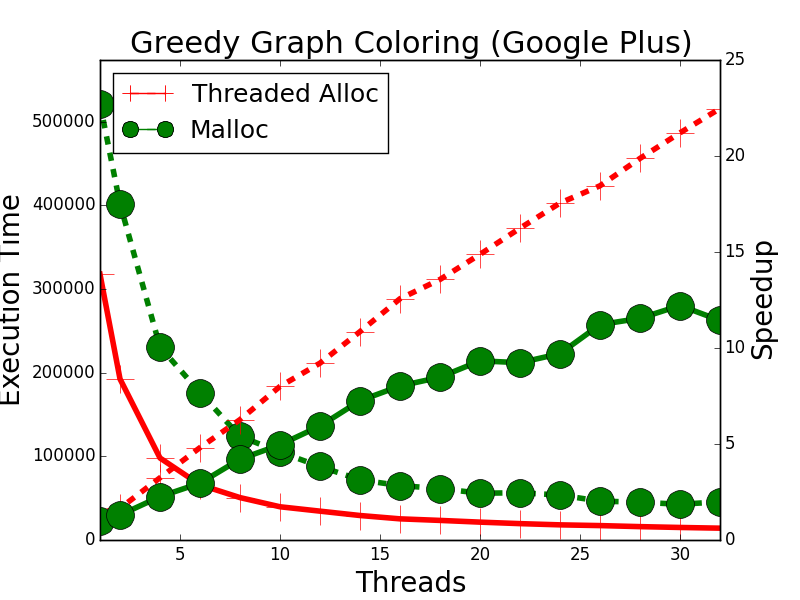 Greedy Graph Coloring (Google Plus)
Threaded Alloc
Malloc
Execution Time
500000
400000
300000
200000
100000
0
25
20
15
10
5
0
Speedup
5 10 15 20 25 30
Threads